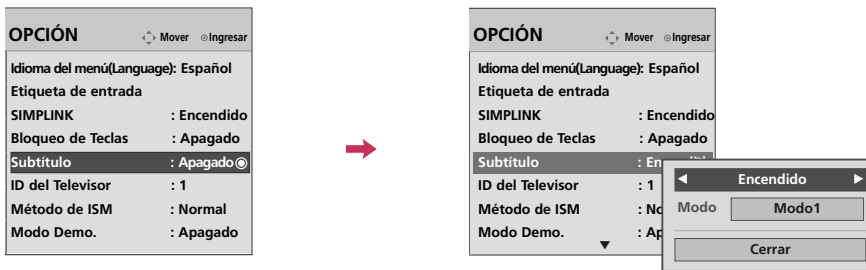 OPCIÓN Mover Ingresar
Idioma del menú(Language): Español
Etiqueta de entrada
SIMPLINK : Encendido
Bloqueo de Teclas : Apagado
Subtítulo : Apagado
ID del Televisor : 1
Método de ISM : Normal
Modo Demo. : Apagado
OPCIÓN Mover Ingresar
Idioma del menú(Language): Español
Etiqueta de entrada
SIMPLINK : Encendido
Bloqueo de Teclas : Apagado
Subtítulo :
ID del Televisor : 1
Método de ISM :
Modo Demo. :
Encendido
Modo Modo1
Cerrar